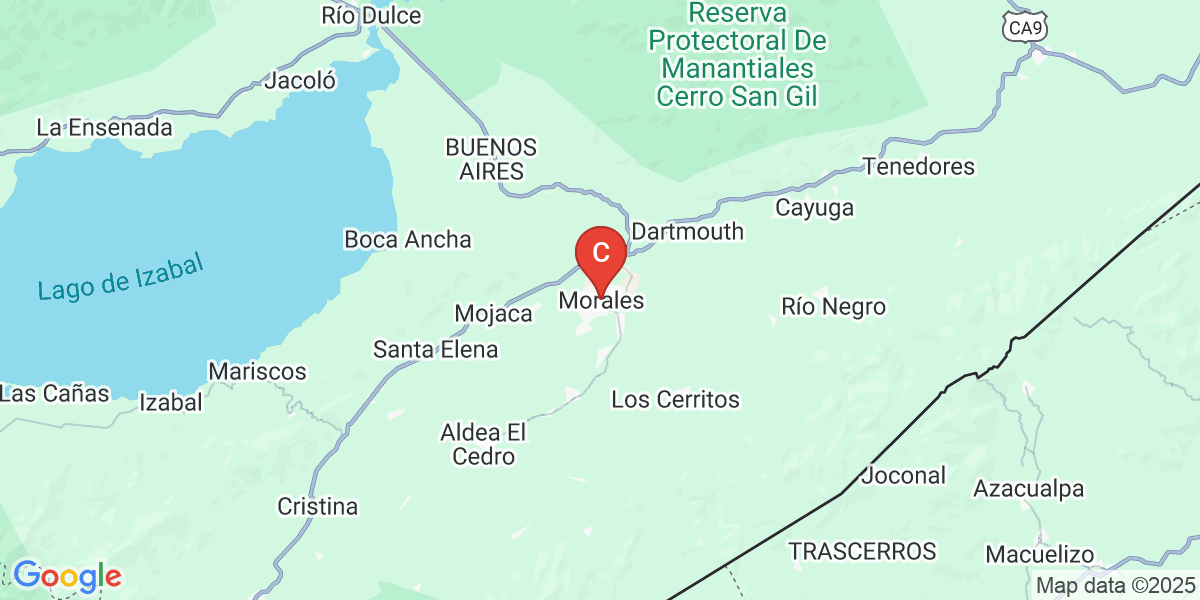 Río Dulce
Reserva
Protectoral De
Manantiales
Cerro San Gil
CA9
Jacoló
La Ensenada
BUENOS
AIRES
Tenedores
Cayuga
Dartmouth
Boca Ancha
C
Lago de Izabal
Morales
Río Negro
Mojaca
Santa Elena
Mariscos
Las Cañas
Izabal
Los Cerritos
Aldea El
Cedro
Joconal
Azacualpa
Cristina
TRASCERROS
Macuelizo
Google
Map data ©2025